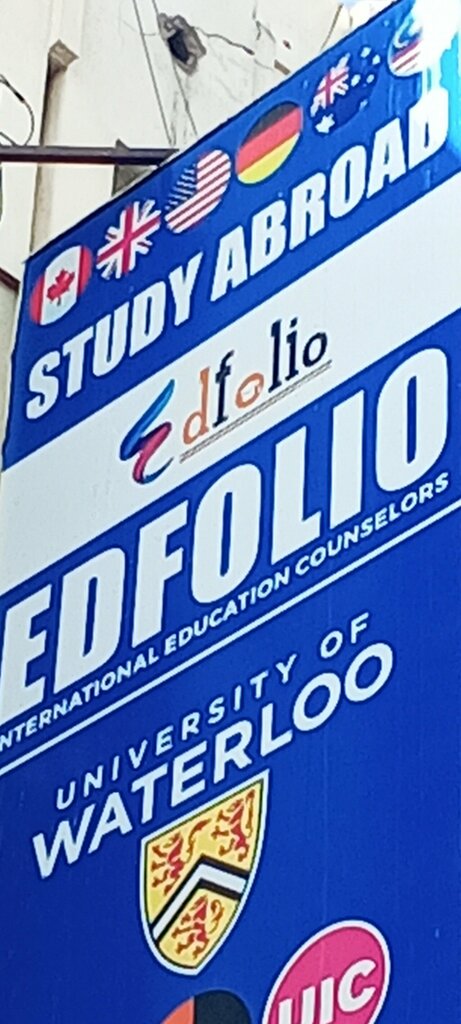 STUDY ABROAD
Edfolio
EDFOLIO
INTERNATIONAL EDUCATION COUNSELORS
UNIVERSITY OF
WATERLOO
UIC